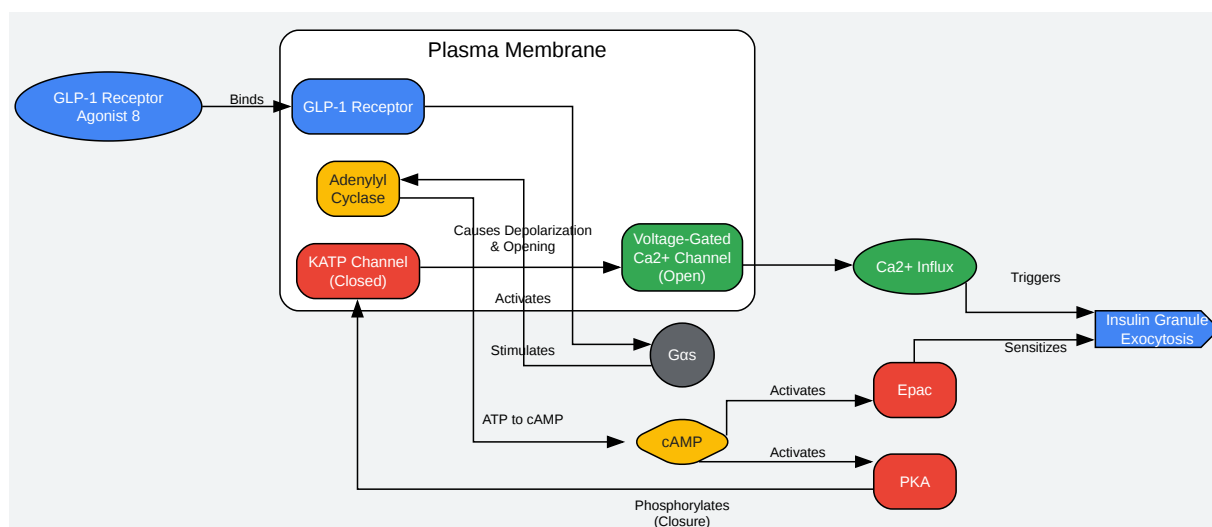 Plasma Membrane
GLP-1 Receptor
Agonist 8
Binds
GLP-1 Receptor
Adenylyl
Cyclase
Causes Depolarization
& Opening
Voltage-Gated
Ca2+ Channel
(Open)
KATP Channel
(Closed)
Ca2+ Influx
Triggers
Activates
Insulin Granule
Exocytosis
Stimulates
Gαs
Sensitizes
Epac
Activates
ATP to cAMP
cAMP
Activates
PKA
Phosphorylates
(Closure)